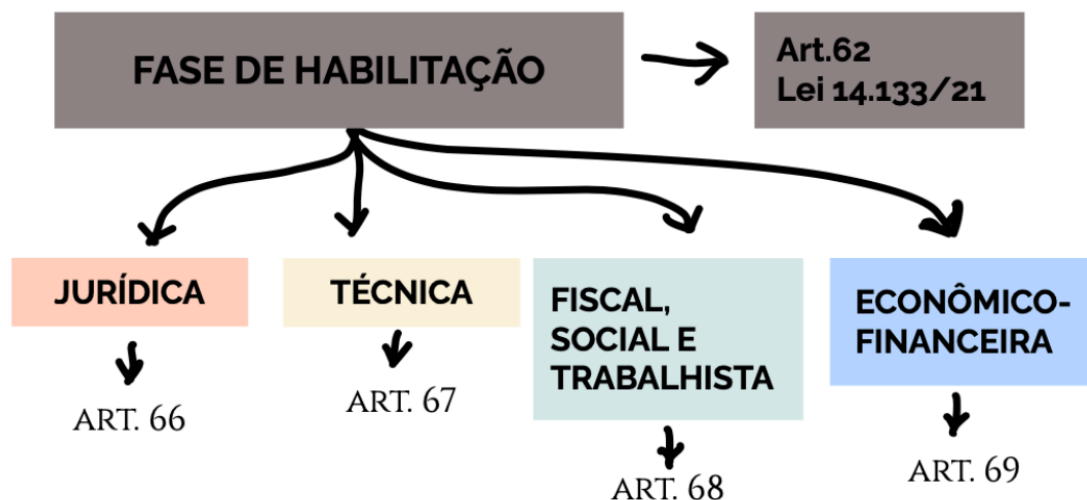 FASE DE HABILITAÇÃO
Art.62
Lei 14.133/21
JURÍDICA
TÉCNICA
FISCAL,
SOCIAL E
TRABALHISTA
ECONÔMICO-
FINANCEIRA
ART. 66
ART. 67
ART. 68
ART. 69